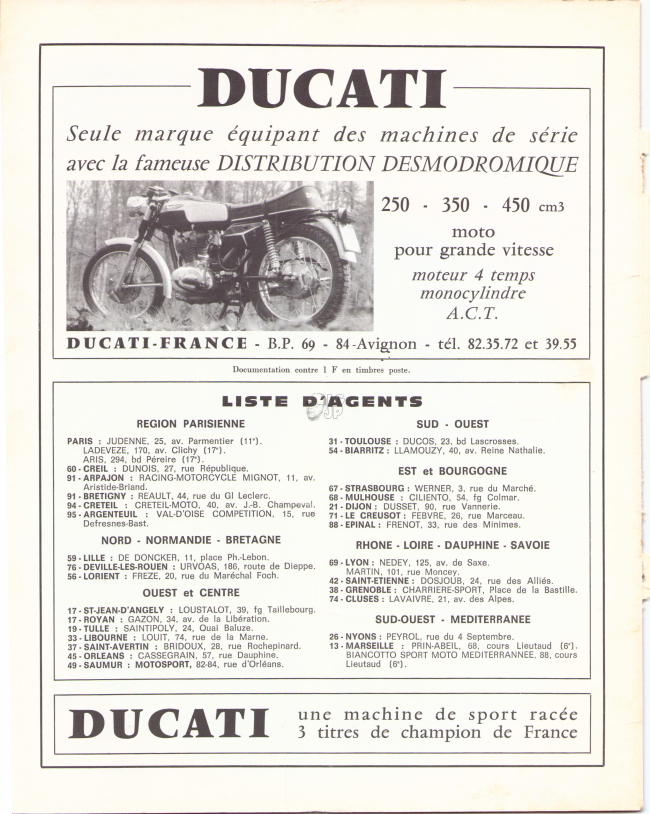 DUCATI
Seule marque équipant des machines de série
avec la fameuse DISTRIBUTION DESMODROMIQUE
250 - 350 - 450 cm3
moto
pour grande vitesse
moteur 4 temps
monocylindre
A.C.T.
DUCATI-FRANCE - B.P. 69 - 84-Avignon - tél. 82.35.72 et 39.55
Documentation contre 1 F en timbres poste.
LISTE D'AGENTS
REGION PARISIENNE
PARIS : JUDENNE, 25, av. Parmentier (11e).
LADEVEZE, 170, av. Clichy (17e).
ARIS, 294, bd Péreire (17e).
60 - CREIL : DUNOIS, 27, rue République.
91 - ARPAJON : RACING-MOTORCYCLE MIGNOT, 11, av.
Aristide-Briand.
91 - BRETIGNY : REAULT, 44, rue du Gl Leclerc.
94 - CRETEIL : CRETEIL-MOTO, 40, av. J.-B. Champeval.
95 - ARGENTEUIL : VAL-D'OISE COMPETITION, 15, rue
Defresnes-Bast.
NORD - NORMANDIE - BRETAGNE
59 - LILLE : DE DONCKER, 11, place Ph.-Lebon.
76 - DEVILLE-LES-ROUEN : URVOAS, 186, route de Dieppe.
56 - LORIENT : FREZE, 20, rue du Maréchal Foch.
OUEST et CENTRE
17 - ST-JEAN-D'ANGELY : LOUSTALOT, 39, fg Taillebourg.
17 - ROYAN : GAZON, 34, av. de la Libération.
19 - TULLE : SAINTIPOLY, 24, Quai Baluze.
33 - LIBOURNE : LOUIT, 74, rue de la Marne.
37 - SAINT-AVERTIN : BRIDOUX, 28, rue Rochepinard.
45 - ORLEANS : CASSEGRAIN, 57, rue Dauphine.
49 - SAUMUR : MOTOSPORT, 82-84, rue d'Orléans.
SUD - OUEST
31 - TOULOUSE : DUCOS, 23, bd Lascrosses.
54 - BIARRITZ : LLAMOUZY, 40, av. Reine Nathalie.
EST et BOURGOGNE
67 - STRASBOURG : WERNER, 3, rue du Marché.
68 - MULHOUSE : CILIENTO, 54, fg Colmar.
21 - DIJON : DUSSET, 90, rue Vannerie.
71 - LE CREUSOT : FEBVRE, 26, rue Marceau.
88 - EPINAL : FRENOT, 33, rue des Minimes.
RHONE - LOIRE - DAUPHINE - SAVOIE
69 - LYON : NEDEY, 125, av. de Saxe.
MARTIN, 101, rue Moncey.
42 - SAINT-ETIENNE : DOSJOUB, 24, rue des Alliés.
38 - GRENOBLE : CHARRIERE-SPORT, Place de la Bastille.
74 - CLUSES : LAVAIVRE, 21, av. des Alpes.
SUD-OUEST - MEDITERRANEE
26 - NYONS : PEYROL, rue du 4 Septembre.
13 - MARSEILLE : PRIN-ABEIL, 68, cours Lieutaud (6e).
BIANCOTTO SPORT MOTO MEDITERRANNEE, 88, cours
Lieutaud (6e).
DUCATI
une machine de sport racée
3 titres de champion de France